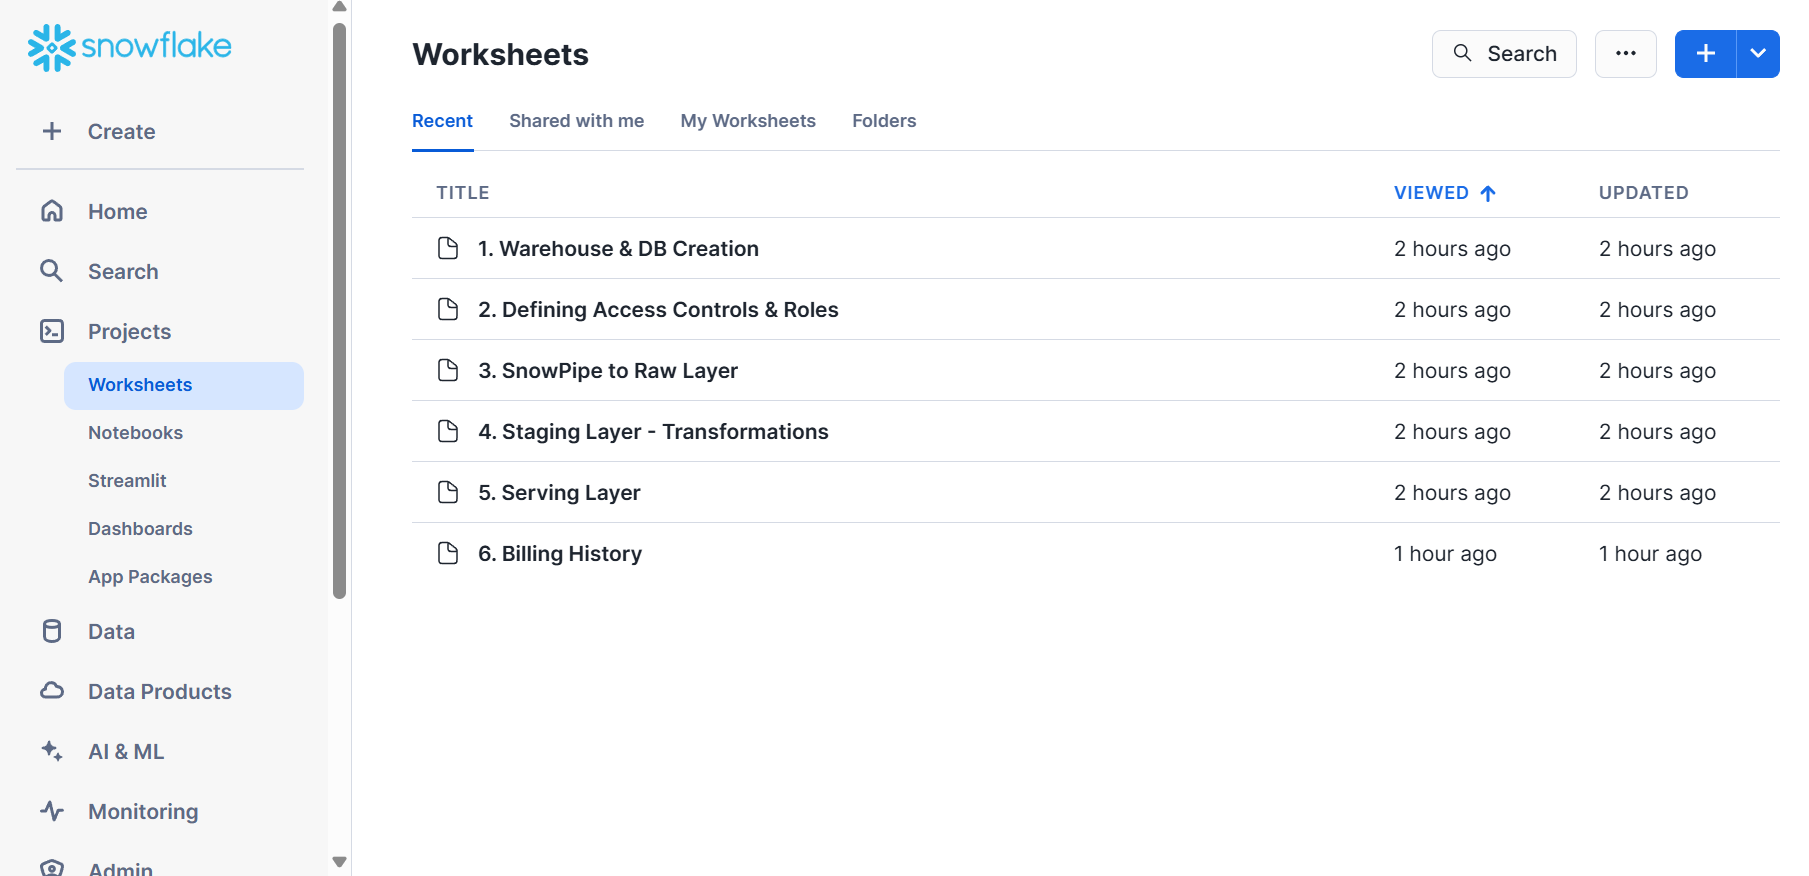 snowflake
Create
Home
Search
Projects
Worksheets
Notebooks
Streamlit
Dashboards
App Packages
Data
Data Products
AI & ML
Monitoring
Admin
Worksheets
Search
Recent Shared with me My Worksheets Folders
TITLE VIEWED UPDATED
1. Warehouse & DB Creation 2 hours ago 2 hours ago
2. Defining Access Controls & Roles 2 hours ago 2 hours ago
3. SnowPipe to Raw Layer 2 hours ago 2 hours ago
4. Staging Layer - Transformations 2 hours ago 2 hours ago
5. Serving Layer 2 hours ago 2 hours ago
6. Billing History 1 hour ago 1 hour ago